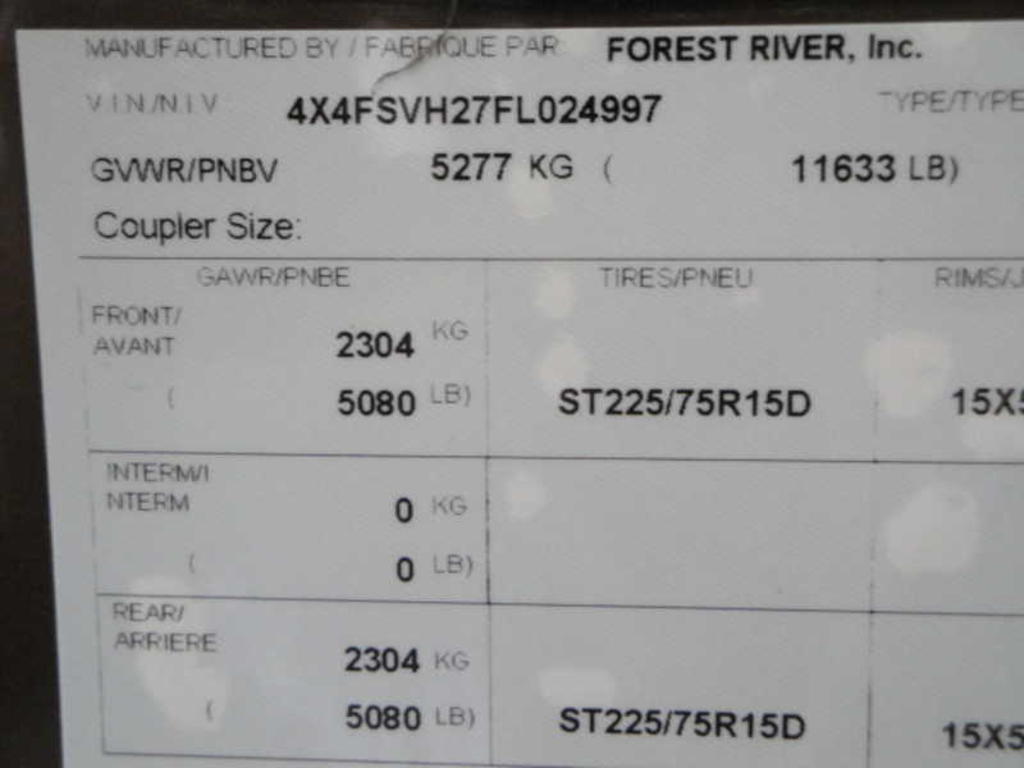 MANUFACTURED BY / FABRIQUE PAR FOREST RIVER, Inc.
V I N /N I V 4X4FSVH27FL024997 TYPE/TYPE
GVWR/PNBV 5277 KG ( 11633 LB)
Coupler Size:
GAWR/PNBE TIRES/PNEU RIMS/J
FRONT/
AVANT 2304 KG
( 5080 LB) ST225/75R15D 15X5
INTERM/I
NTERM 0 KG
( 0 LB)
REAR/
ARRIERE 2304 KG
( 5080 LB) ST225/75R15D 15X5